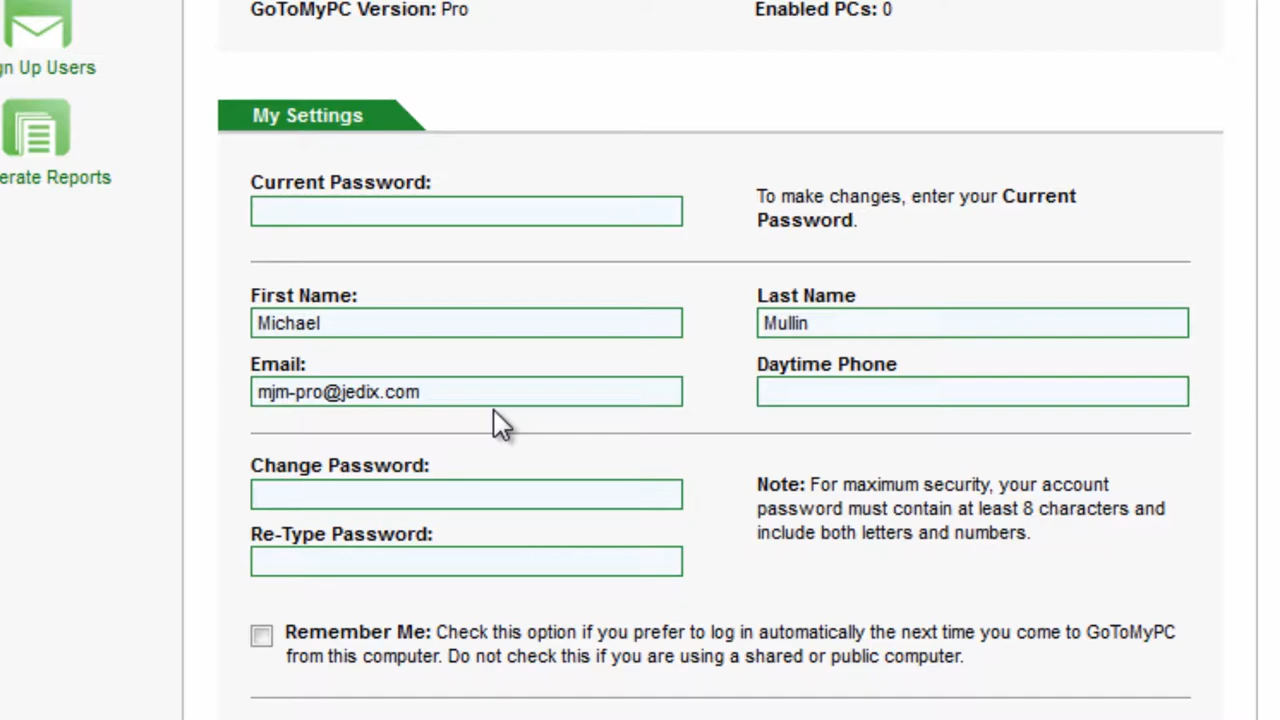 GoToMyPC Version: Pro
Enabled PCs: 0
gn Up Users
erate Reports
My Settings
Current Password:
To make changes, enter your Current
Password.
First Name:
Last Name
Michael
Mullin
Email:
Daytime Phone
mjm-pro@jedix.com
Change Password:
Note: For maximum security, your account
password must contain at least 8 characters and
include both letters and numbers.
Re-Type Password:
Remember Me: Check this option if you prefer to log in automatically the next time you come to GoToMyPC
from this computer. Do not check this if you are using a shared or public computer.